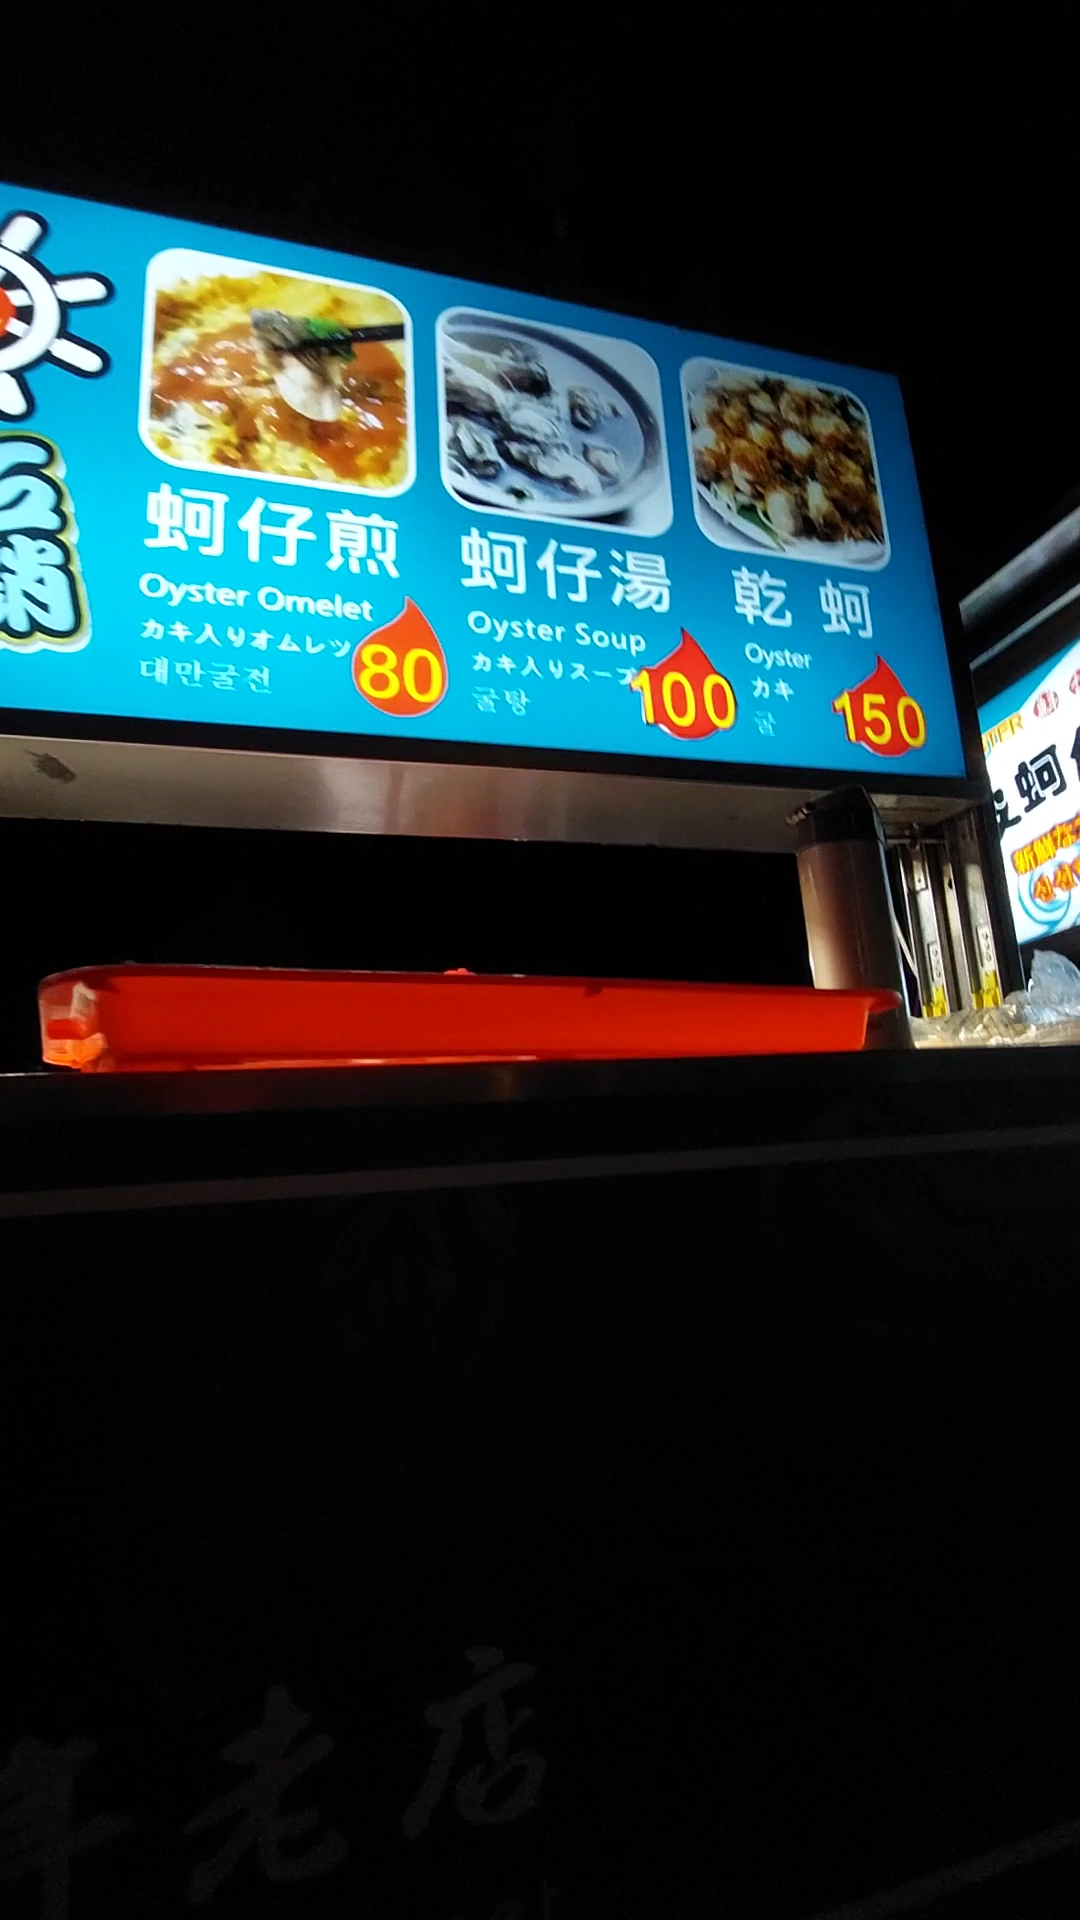 蚵仔煎
Oyster Omelet
カキ入りオムレツ
대만굴전
80
蚵仔湯
Oyster Soup
カキ入りスープ
굴탕
100
乾 蚵
Oyster
カキ
굴
150
蚵
年老店